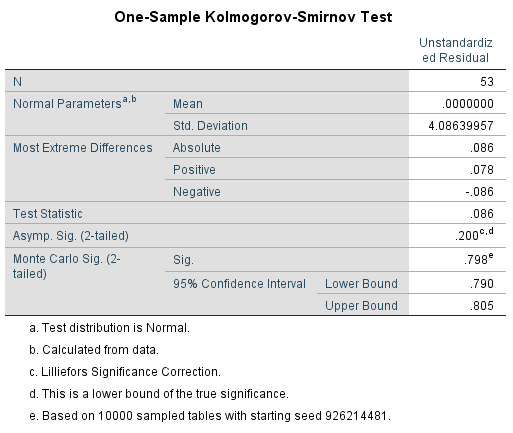 One-Sample Kolmogorov-Smirnov Test
Unstandardiz
ed Residual
N 53
Normal Parameters a,b Mean .0000000
Std. Deviation 4.08639957
Most Extreme Differences Absolute .086
Positive .078
Negative -.086
Test Statistic .086
Asymp. Sig. (2-tailed) .200 c,d
Monte Carlo Sig. (2-
tailed) Sig. .798 e
95% Confidence Interval Lower Bound .790
Upper Bound .805
a. Test distribution is Normal.
b. Calculated from data.
c. Lilliefors Significance Correction.
d. This is a lower bound of the true significance.
e. Based on 10000 sampled tables with starting seed 926214481.